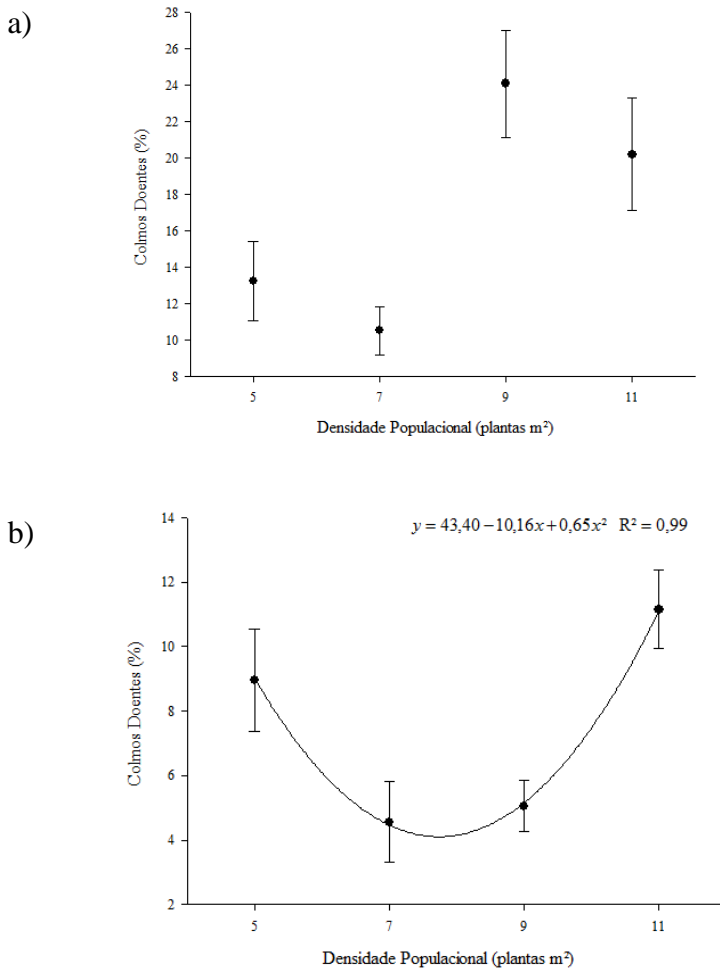 a)
28
26
24
22
20
18
16
14
12
10
8
Colmos Doentes (%)
5 7 9 11
Densidade Populacional (plantas m²)
b)
y = 43,40 −10,16x + 0,65x² R² = 0,99
14
12
10
8
6
4
2
Colmos Doentes (%)
5 7 9 11
Densidade Populacional (plantas m²)